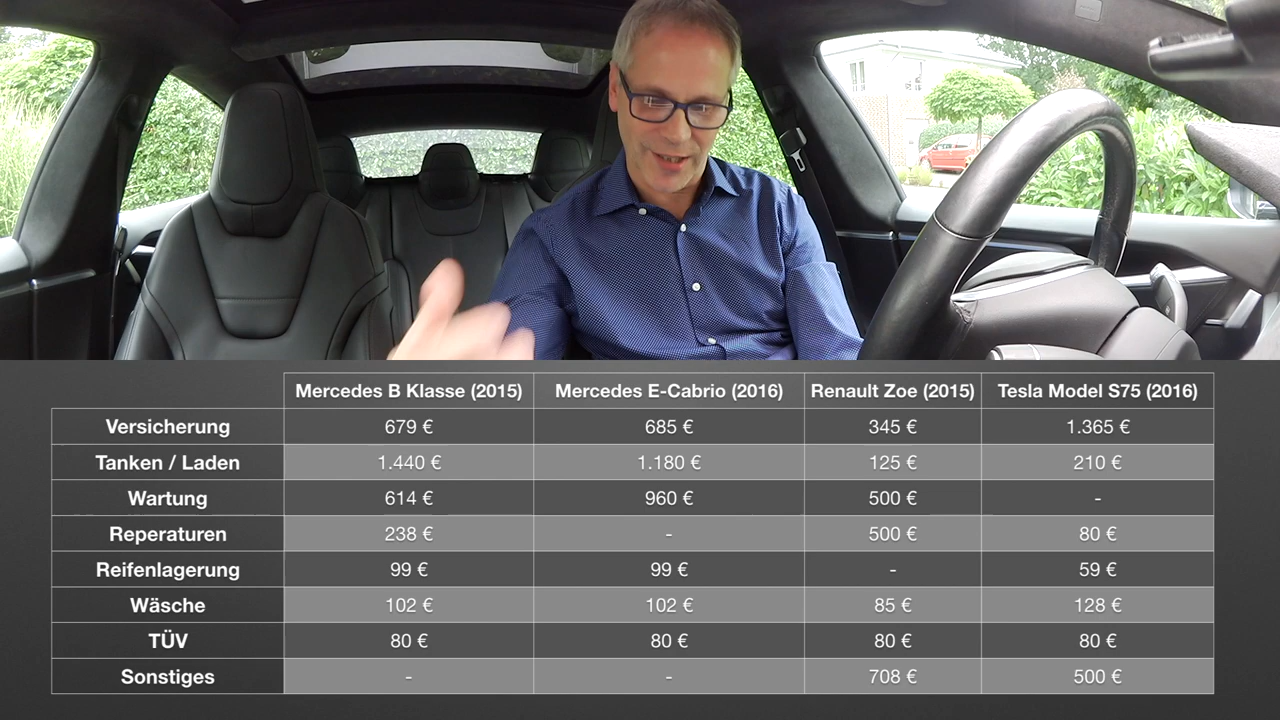 Mercedes B Klasse (2015) Mercedes E-Cabrio (2016) Renault Zoe (2015) Tesla Model S75 (2016)
Versicherung 679 € 685 € 345 € 1.365 €
Tanken / Laden 1.440 € 1.180 € 125 € 210 €
Wartung 614 € 960 € 500 € -
Reperaturen 238 € - 500 € 80 €
Reifenlagerung 99 € 99 € - 59 €
Wäsche 102 € 102 € 85 € 128 €
TÜV 80 € 80 € 80 € 80 €
Sonstiges - - 708 € 500 €